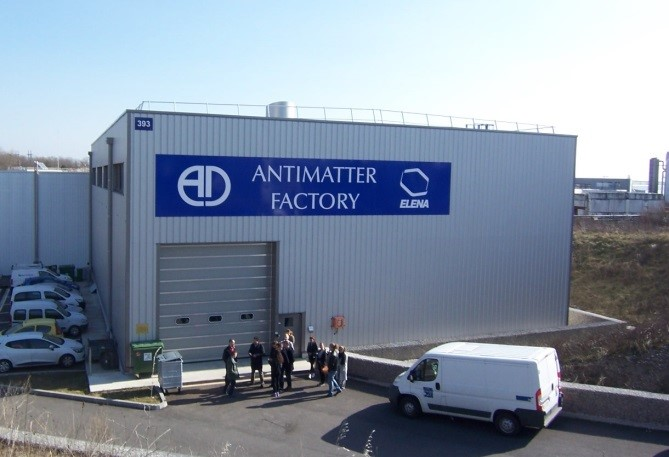 393
AD
ANTIMATTER
FACTORY
ELENA